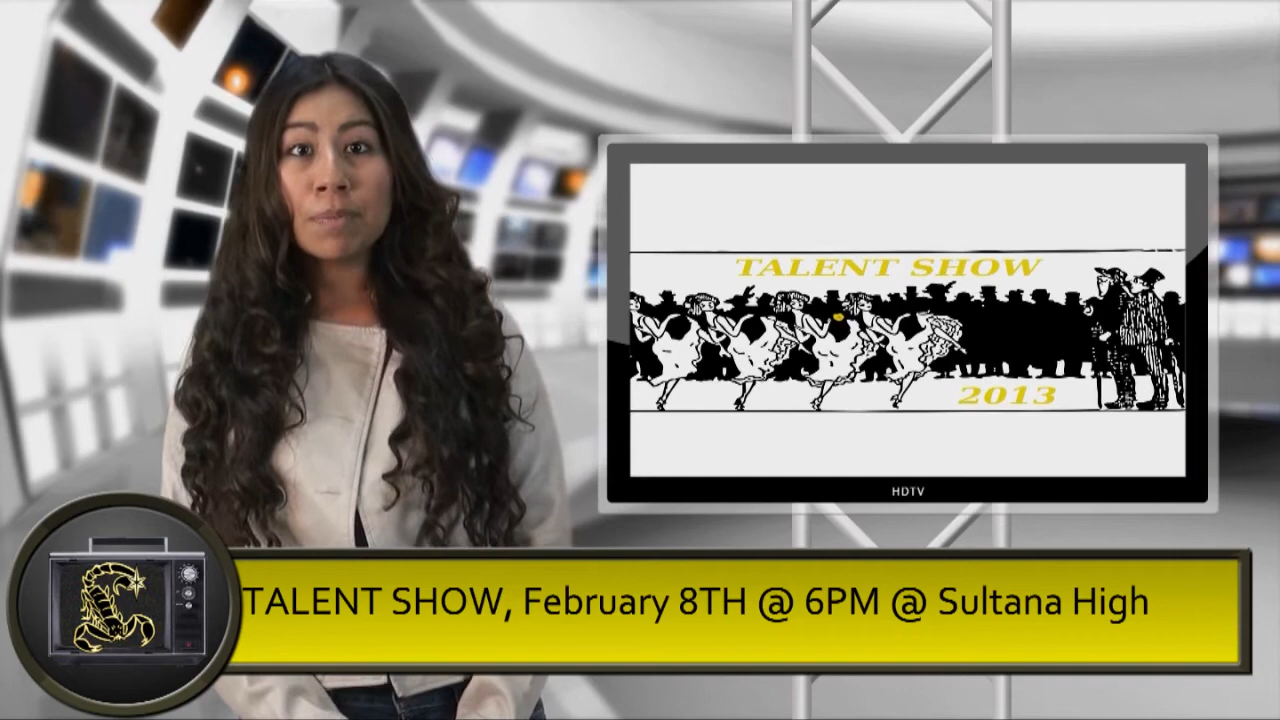 TALENT SHOW
2013
HDTV
TALENT SHOW, February 8TH @ 6PM @ Sultana High